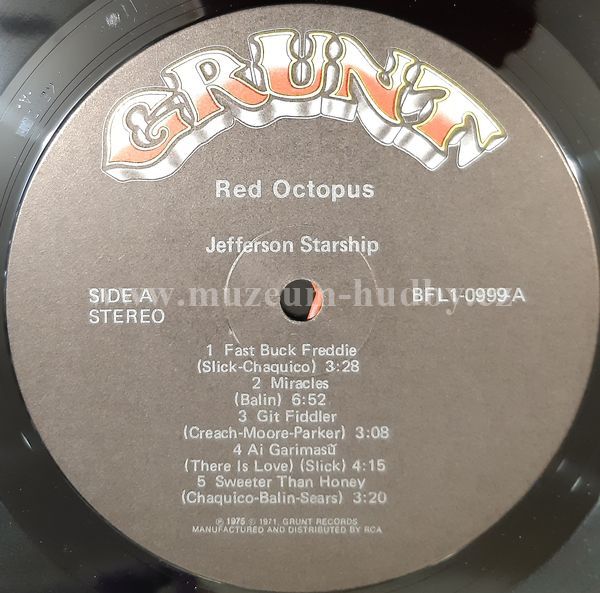 GRUNT
Red Octopus
Jefferson Starship
www.muzeum-hudby.cz
SIDE A
STEREO
BFL1-0999-A
1 Fast Buck Freddie
(Slick-Chaquico) 3:28
2 Miracles
(Balin) 6:52
3 Git Fiddler
(Creach-Moore-Parker) 3:08
4 Ai Garimasũ
(There Is Love) (Slick) 4:15
5 Sweeter Than Honey
(Chaquico-Balin-Sears) 3:20
℗ 1975 © 1971, GRUNT RECORDS
MANUFACTURED AND DISTRIBUTED BY RCA